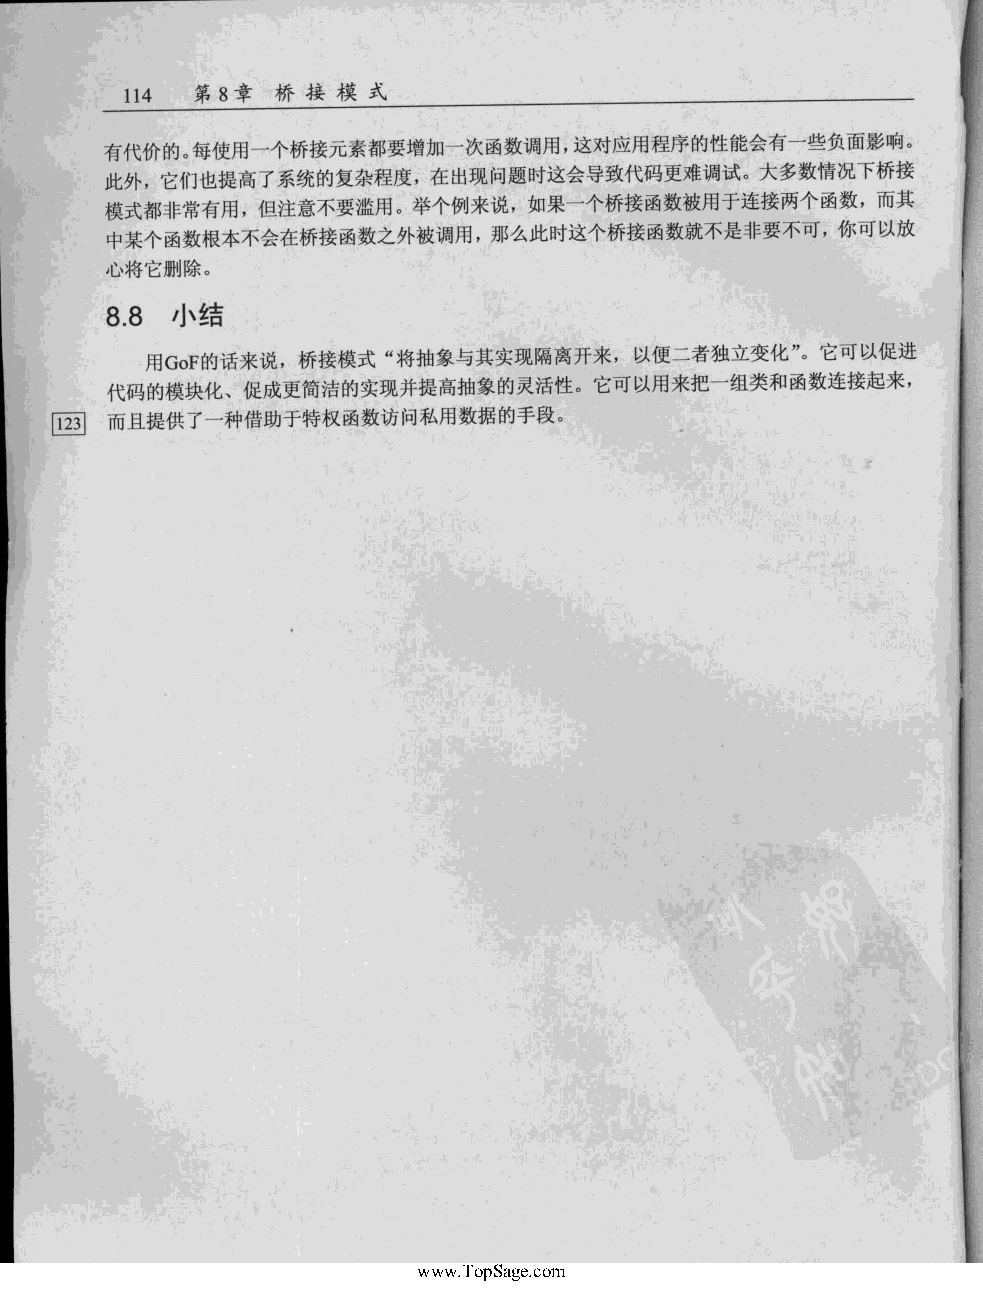 114 第8章 桥接模式
有代价的。每使用一个桥接元素都要增加一次函数调用，这对应用程序的性能会有一些负面影响。
此外，它们也提高了系统的复杂程度，在出现问题时这会导致代码更难调试。大多数情况下桥接
模式都非常有用，但注意不要滥用。举个例来说，如果一个桥接函数被用于连接两个函数，而其
中某个函数根本不会在桥接函数之外被调用，那么此时这个桥接函数就不是非要不可，你可以放
心将它删除。
8.8 小结
用GoF的话来说，桥接模式“将抽象与其实现隔离开来，以便二者独立变化”。它可以促进
代码的模块化、促成更简洁的实现并提高抽象的灵活性。它可以用来把一组类和函数连接起来，
123 而且提供了一种借助于特权函数访问私用数据的手段。
www.TopSage.com